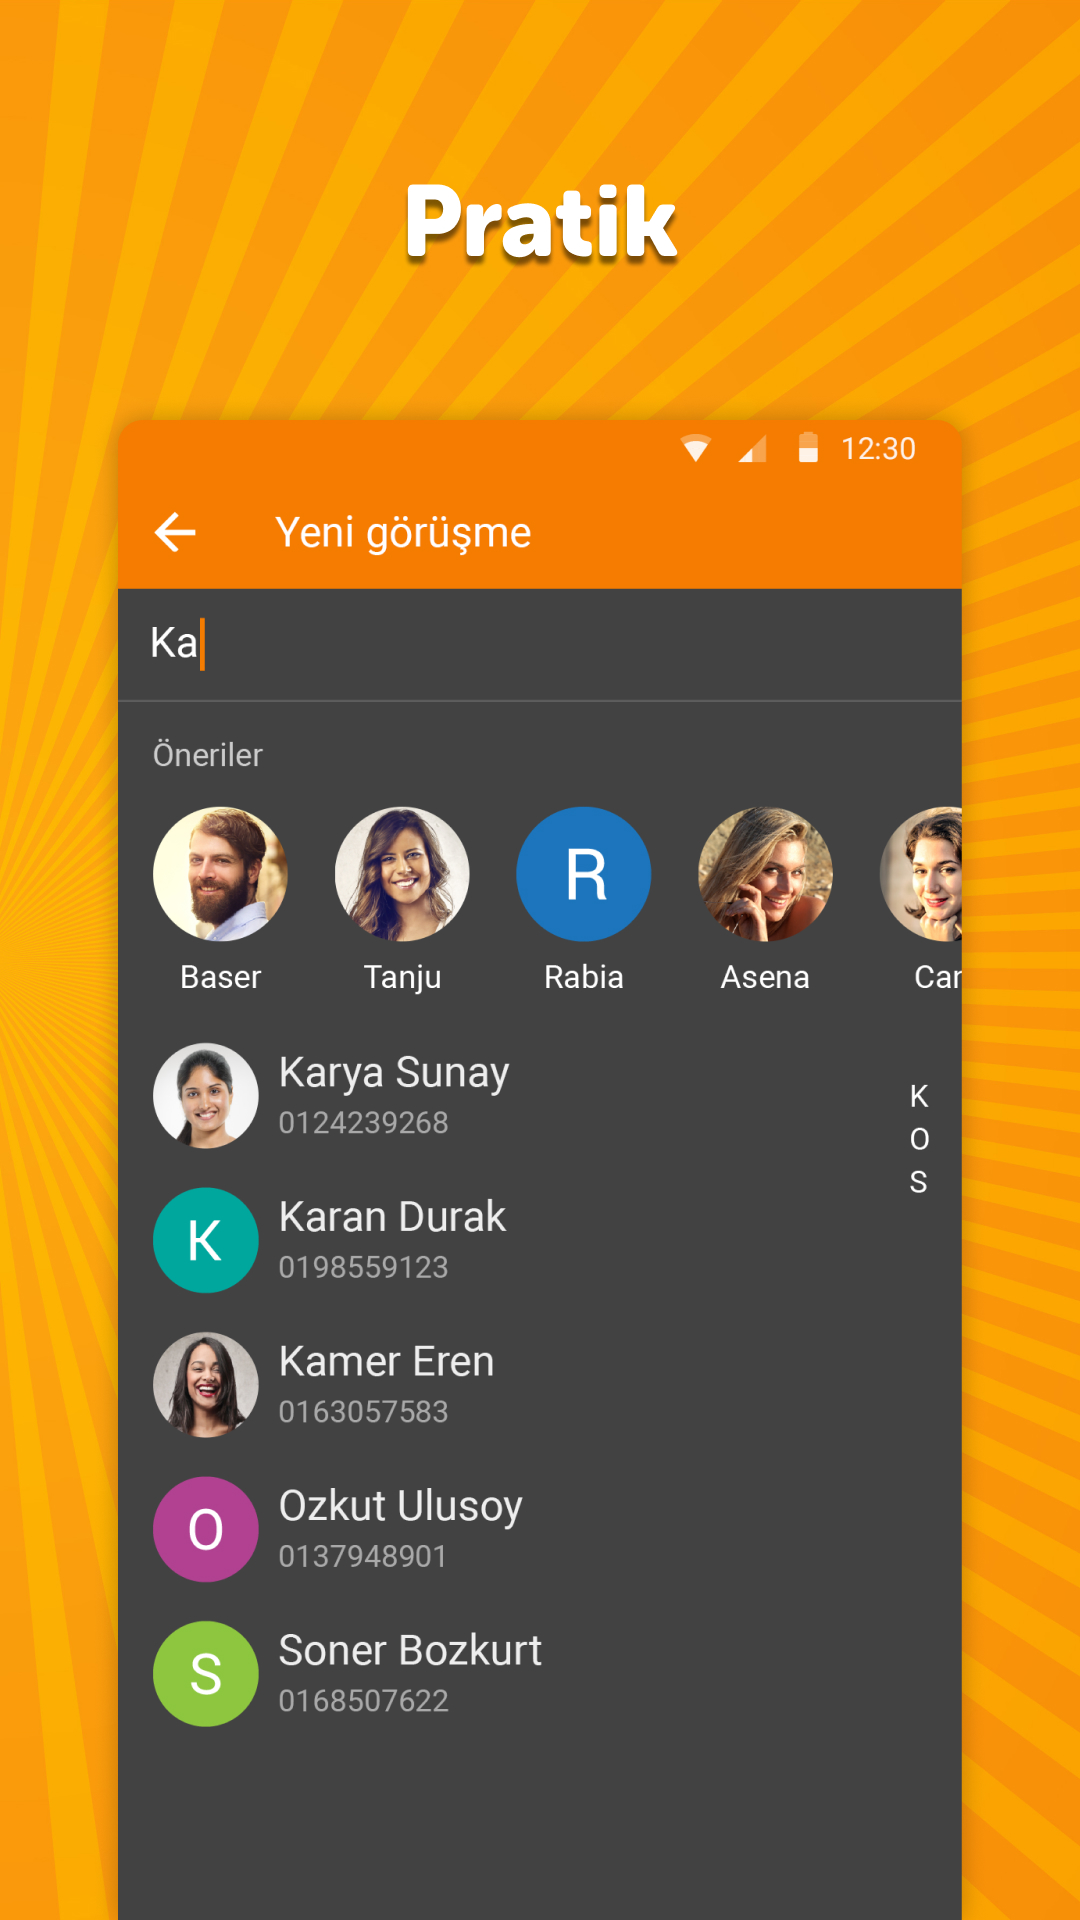 Pratik
12:30
Yeni görüşme
Ka
Öneriler
R
Baser
Tanju
Rabia
Asena
Can
Karya Sunay
0124239268
K
O
S
K
Karan Durak
0198559123
Kamer Eren
0163057583
O
Ozkut Ulusoy
0137948901
S
Soner Bozkurt
0168507622